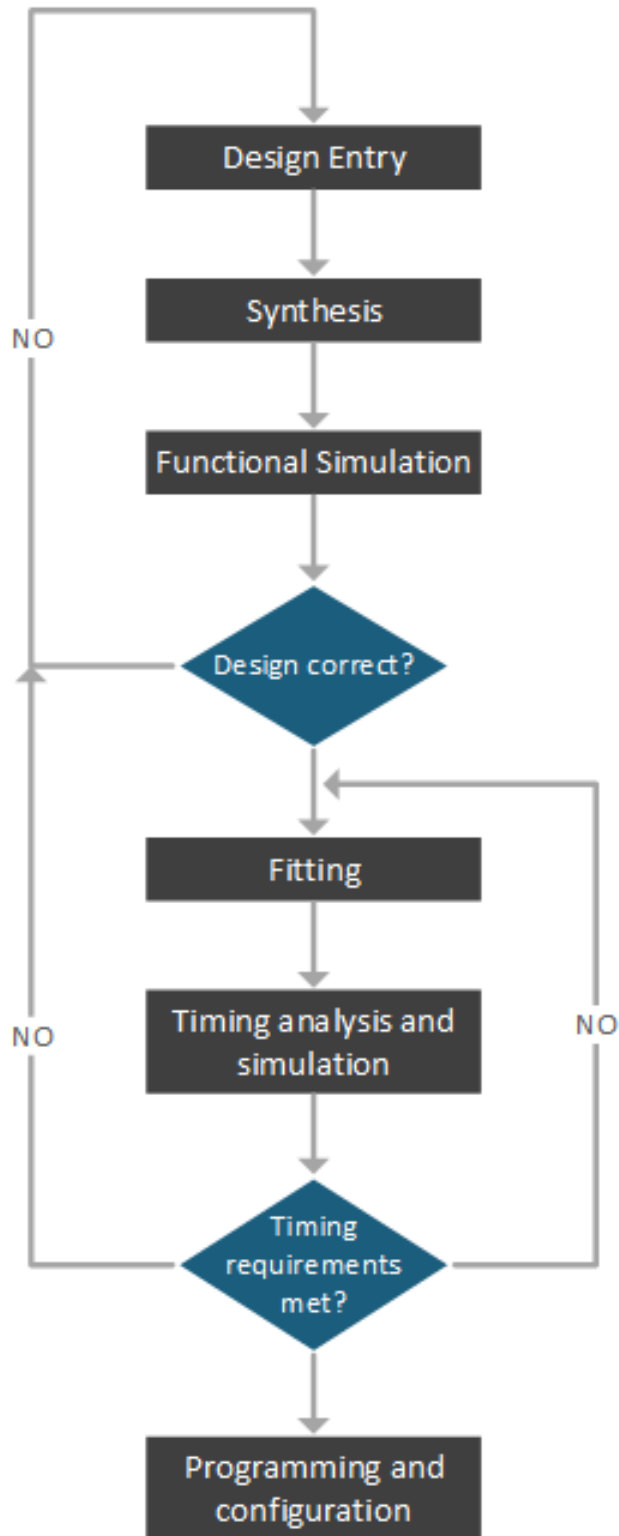 Design Entry
Synthesis
NO
Functional Simulation
Design correct?
Fitting
Timing analysis and
simulation
NO
NO
Timing
requirements
met?
Programming and
configuration